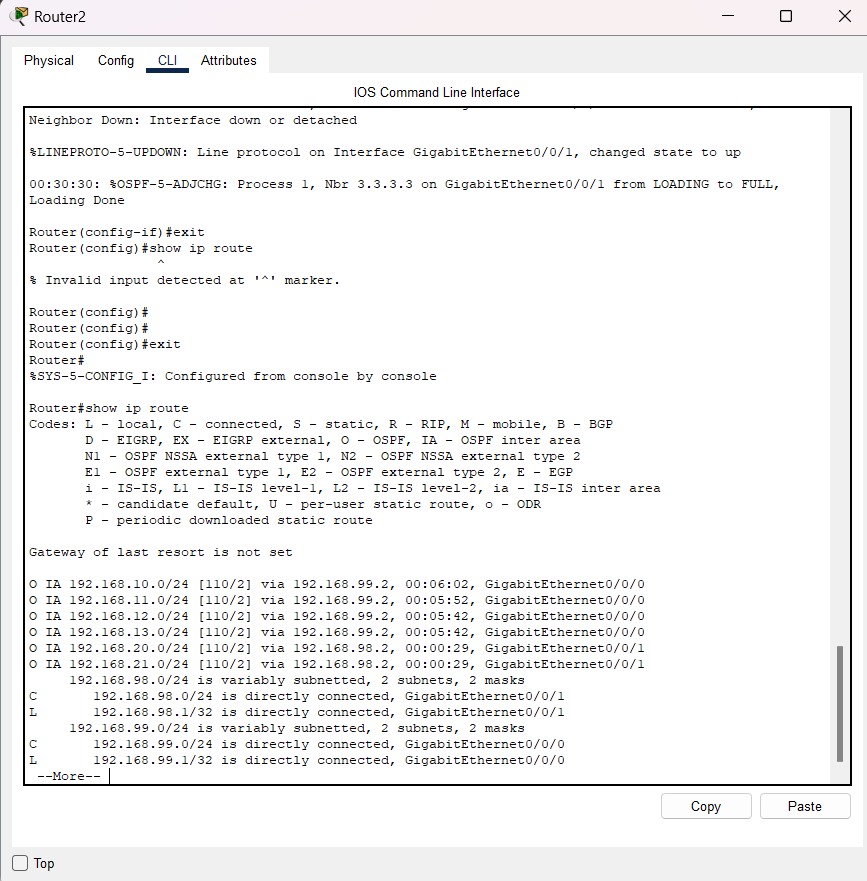 Router2
Physical Config CLI Attributes
IOS Command Line Interface
Neighbor Down: Interface down or detached
%LINEPROTO-5-UPDOWN: Line protocol on Interface GigabitEthernet0/0/1, changed state to up
00:30:30: %OSPF-5-ADJCHG: Process 1, Nbr 3.3.3.3 on GigabitEthernet0/0/1 from LOADING to FULL,
Loading Done
Router(config-if)#exit
Router(config)#show ip route
^
% Invalid input detected at '^' marker.
Router(config)#
Router(config)#
Router(config)#exit
Router#
%SYS-5-CONFIG_I: Configured from console by console
Router#show ip route
Codes: L - local, C - connected, S - static, R - RIP, M - mobile, B - BGP
D - EIGRP, EX - EIGRP external, O - OSPF, IA - OSPF inter area
N1 - OSPF NSSA external type 1, N2 - OSPF NSSA external type 2
E1 - OSPF external type 1, E2 - OSPF external type 2, E - EGP
i - IS-IS, L1 - IS-IS level-1, L2 - IS-IS level-2, ia - IS-IS inter area
* - candidate default, U - per-user static route, o - ODR
P - periodic downloaded static route
Gateway of last resort is not set
O IA 192.168.10.0/24 [110/2] via 192.168.99.2, 00:06:02, GigabitEthernet0/0/0
O IA 192.168.11.0/24 [110/2] via 192.168.99.2, 00:05:52, GigabitEthernet0/0/0
O IA 192.168.12.0/24 [110/2] via 192.168.99.2, 00:05:42, GigabitEthernet0/0/0
O IA 192.168.13.0/24 [110/2] via 192.168.99.2, 00:05:42, GigabitEthernet0/0/0
O IA 192.168.20.0/24 [110/2] via 192.168.98.2, 00:00:29, GigabitEthernet0/0/1
O IA 192.168.21.0/24 [110/2] via 192.168.98.2, 00:00:29, GigabitEthernet0/0/1
192.168.98.0/24 is variably subnetted, 2 subnets, 2 masks
C 192.168.98.0/24 is directly connected, GigabitEthernet0/0/1
L 192.168.98.1/32 is directly connected, GigabitEthernet0/0/1
192.168.99.0/24 is variably subnetted, 2 subnets, 2 masks
C 192.168.99.0/24 is directly connected, GigabitEthernet0/0/0
L 192.168.99.1/32 is directly connected, GigabitEthernet0/0/0
--More--
Copy Paste
Top